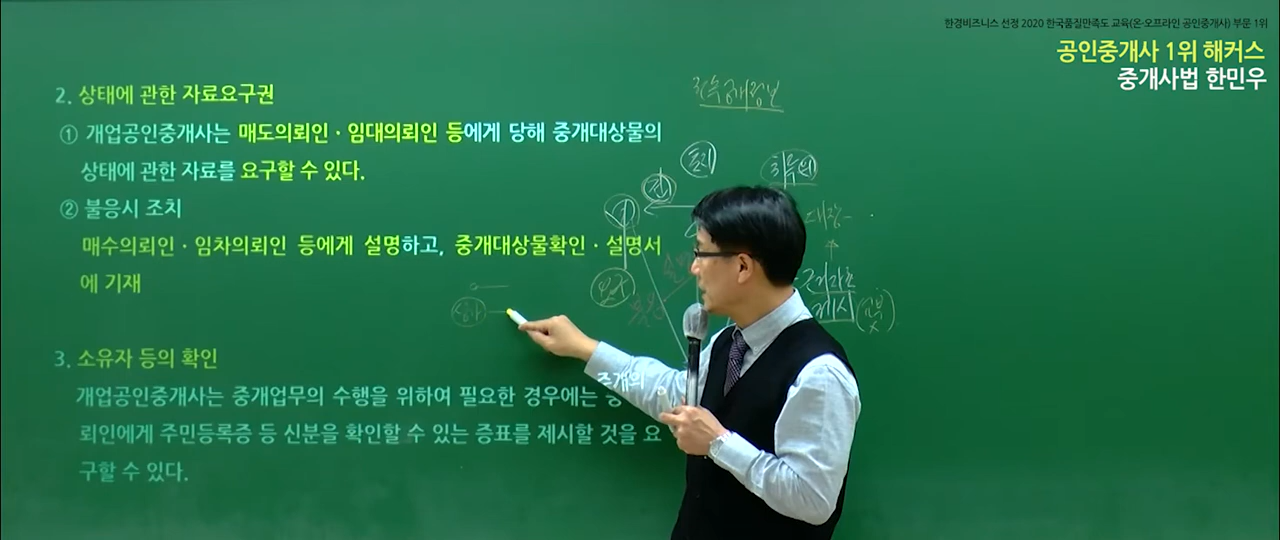 한경비즈니스 선정 2020 한국품질만족도 교육(온·오프라인 공인중개사) 부문 1위
공인중개사 1위 해커스
중개사법 한민우
2. 상태에 관한 자료요구권
① 개업공인중개사는 매도의뢰인 · 임대의뢰인 등에게 당해 중개대상물의
상태에 관한 자료를 요구할 수 있다.
② 불응시 조치
매수의뢰인 · 임차의뢰인 등에게 설명하고, 중개대상물확인 · 설명서
에 기재
3. 소유자 등의 확인
개업공인중개사는 중개업무의 수행을 위하여 필요한 경우에는 중개의
뢰인에게 주민등록증 등 신분을 확인할 수 있는 증표를 제시할 것을 요
구할 수 있다.
근거자료
제시